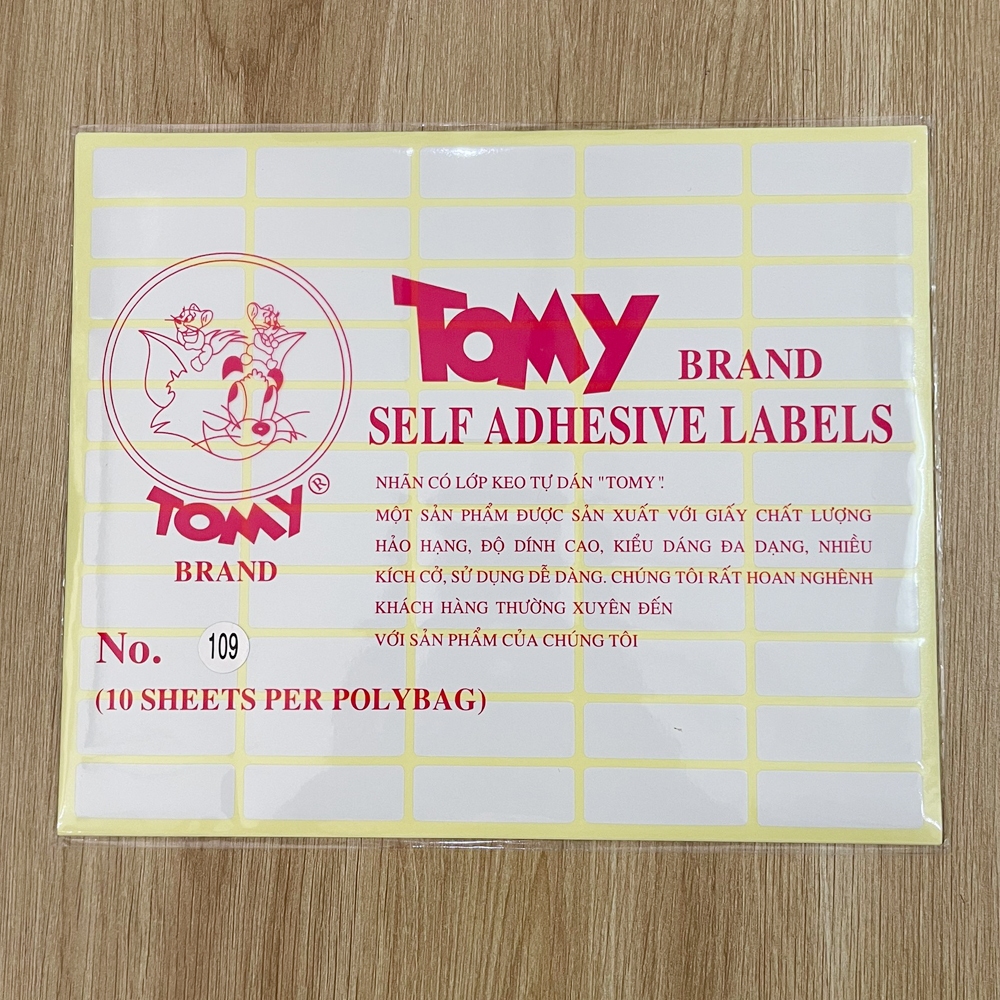 TOMY BRAND
SELF ADHESIVE LABELS
NHÃN CÓ LỚP KEO TỰ DÁN "TOMY".
MỘT SẢN PHẨM ĐƯỢC SẢN XUẤT VỚI GIẤY CHẤT LƯỢNG
HẢO HẠNG, ĐỘ DÍNH CAO, KIỂU DÁNG ĐA DẠNG, NHIỀU
KÍCH CỞ, SỬ DỤNG DỄ DÀNG. CHÚNG TÔI RẤT HOAN NGHÊNH
KHÁCH HÀNG THƯỜNG XUYÊN ĐẾN
VỚI SẢN PHẨM CỦA CHÚNG TÔI
TOMY®
BRAND
No. 109
(10 SHEETS PER POLYBAG)